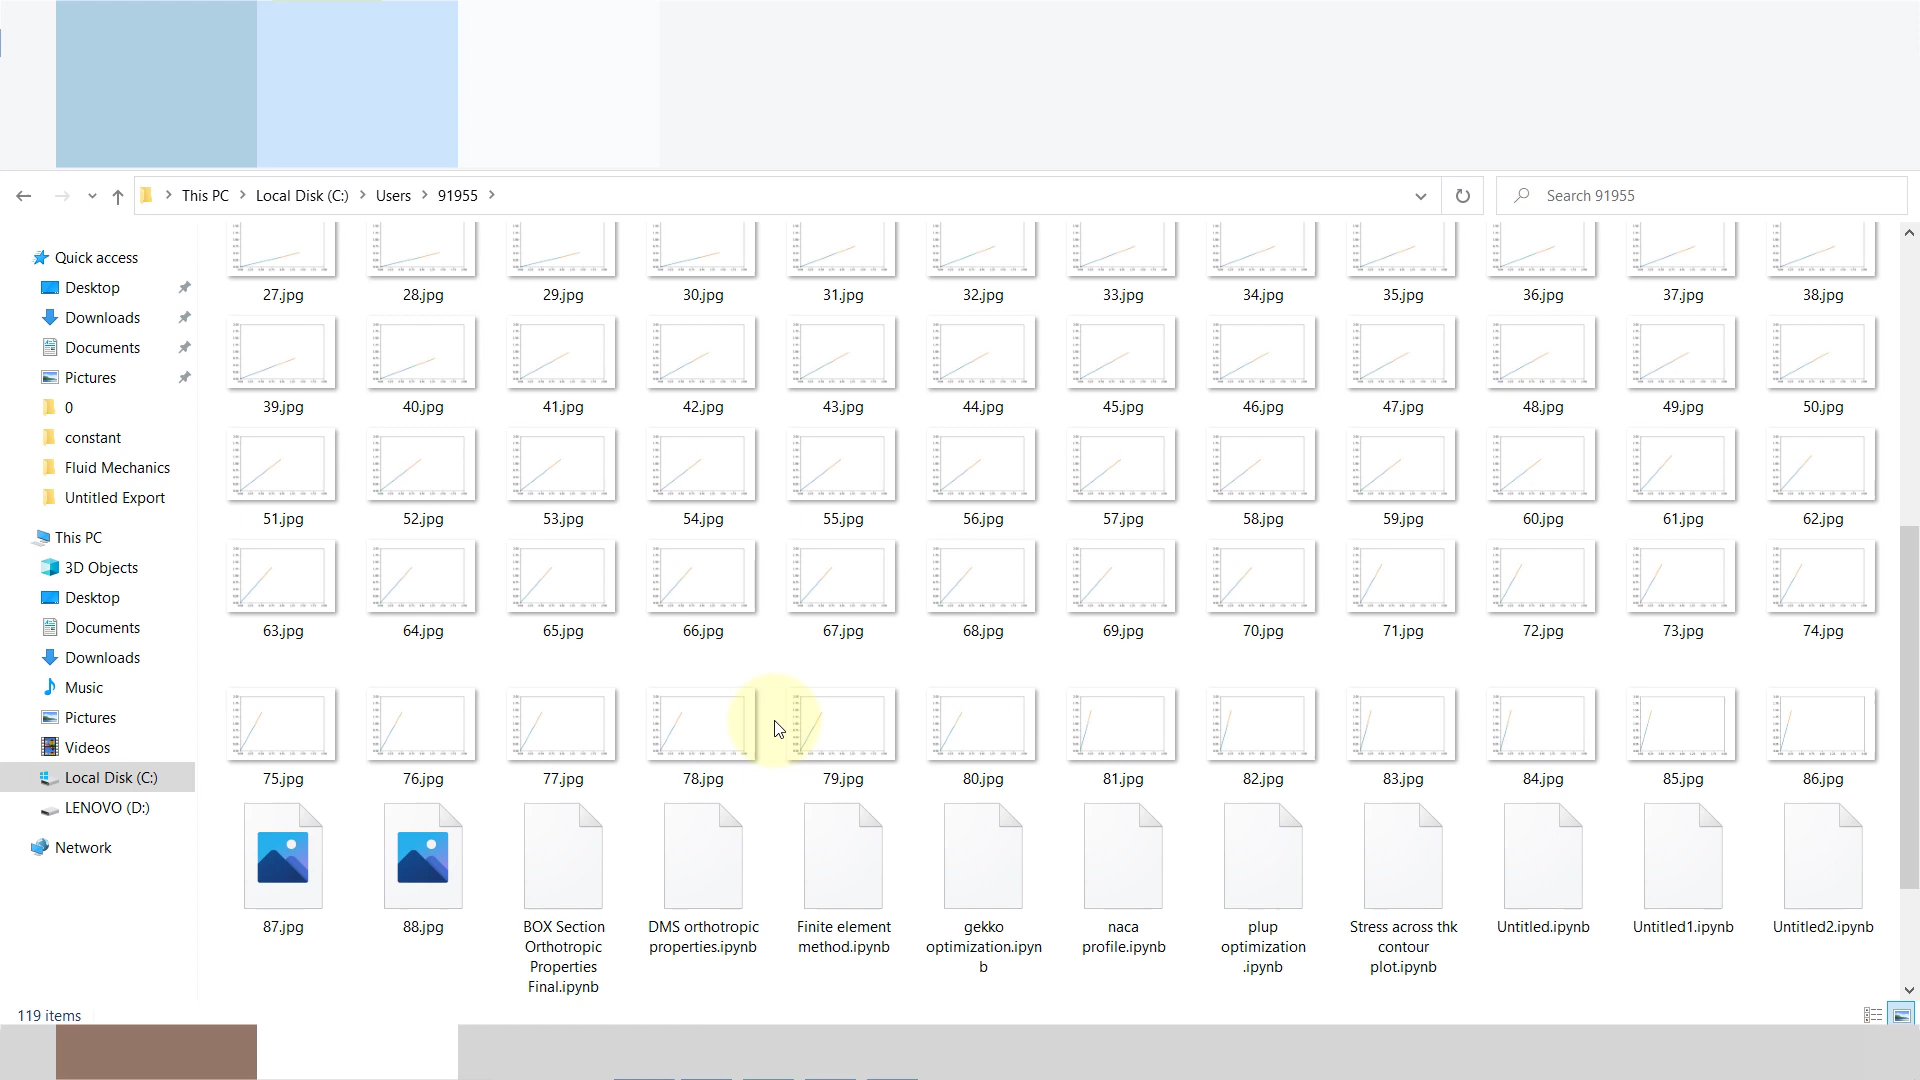 This PC
Local Disk (C:)
Users
91955
Search 91955
Quick access
Desktop
Downloads
Documents
Pictures
0
constant
Fluid Mechanics
Untitled Export
This PC
3D Objects
Desktop
Documents
Downloads
Music
Pictures
Videos
Local Disk (C:)
LENOVO (D:)
Network
27.jpg 28.jpg 29.jpg 30.jpg 31.jpg 32.jpg 33.jpg 34.jpg 35.jpg 36.jpg 37.jpg 38.jpg
39.jpg 40.jpg 41.jpg 42.jpg 43.jpg 44.jpg 45.jpg 46.jpg 47.jpg 48.jpg 49.jpg 50.jpg
51.jpg 52.jpg 53.jpg 54.jpg 55.jpg 56.jpg 57.jpg 58.jpg 59.jpg 60.jpg 61.jpg 62.jpg
63.jpg 64.jpg 65.jpg 66.jpg 67.jpg 68.jpg 69.jpg 70.jpg 71.jpg 72.jpg 73.jpg 74.jpg
75.jpg 76.jpg 77.jpg 78.jpg 79.jpg 80.jpg 81.jpg 82.jpg 83.jpg 84.jpg 85.jpg 86.jpg
87.jpg
88.jpg
BOX Section
Orthotropic
Properties
Final.ipynb
DMS orthotropic
properties.ipynb
Finite element
method.ipynb
gekko
optimization.ipyn
b
naca
profile.ipynb
plup
optimization
.ipynb
Stress across thk
contour
plot.ipynb
Untitled.ipynb
Untitled1.ipynb
Untitled2.ipynb
119 items